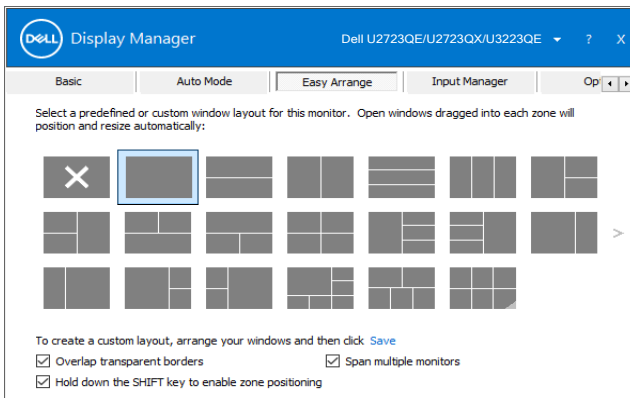 DELL Display Manager Dell U2723QE/U2723QX/U3223QE ? X
Basic Auto Mode Easy Arrange Input Manager Op
Select a predefined or custom window layout for this monitor. Open windows dragged into each zone will
position and resize automatically:
>
To create a custom layout, arrange your windows and then click Save
Overlap transparent borders Span multiple monitors
Hold down the SHIFT key to enable zone positioning